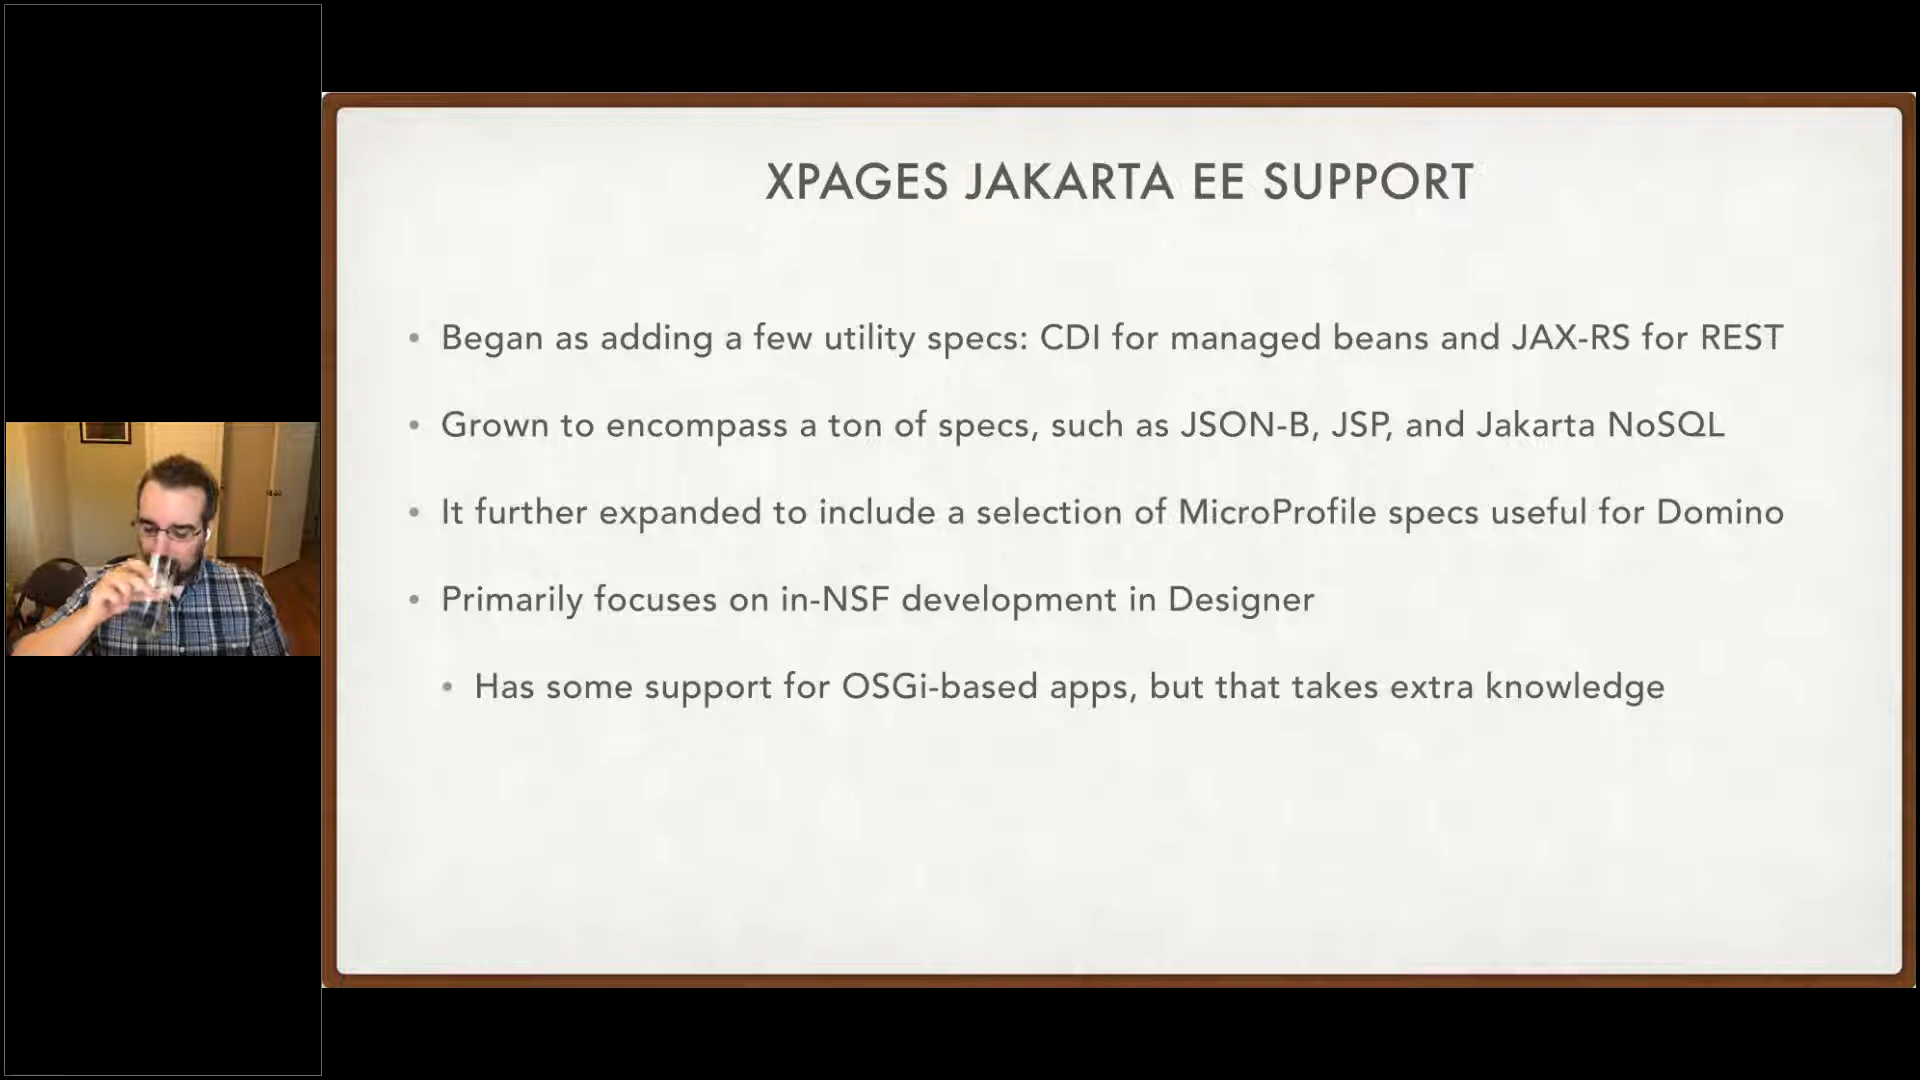 XPAGES JAKARTA EE SUPPORT
• Began as adding a few utility specs: CDI for managed beans and JAX-RS for REST
• Grown to encompass a ton of specs, such as JSON-B, JSP, and Jakarta NoSQL
• It further expanded to include a selection of MicroProfile specs useful for Domino
• Primarily focuses on in-NSF development in Designer
• Has some support for OSGi-based apps, but that takes extra knowledge